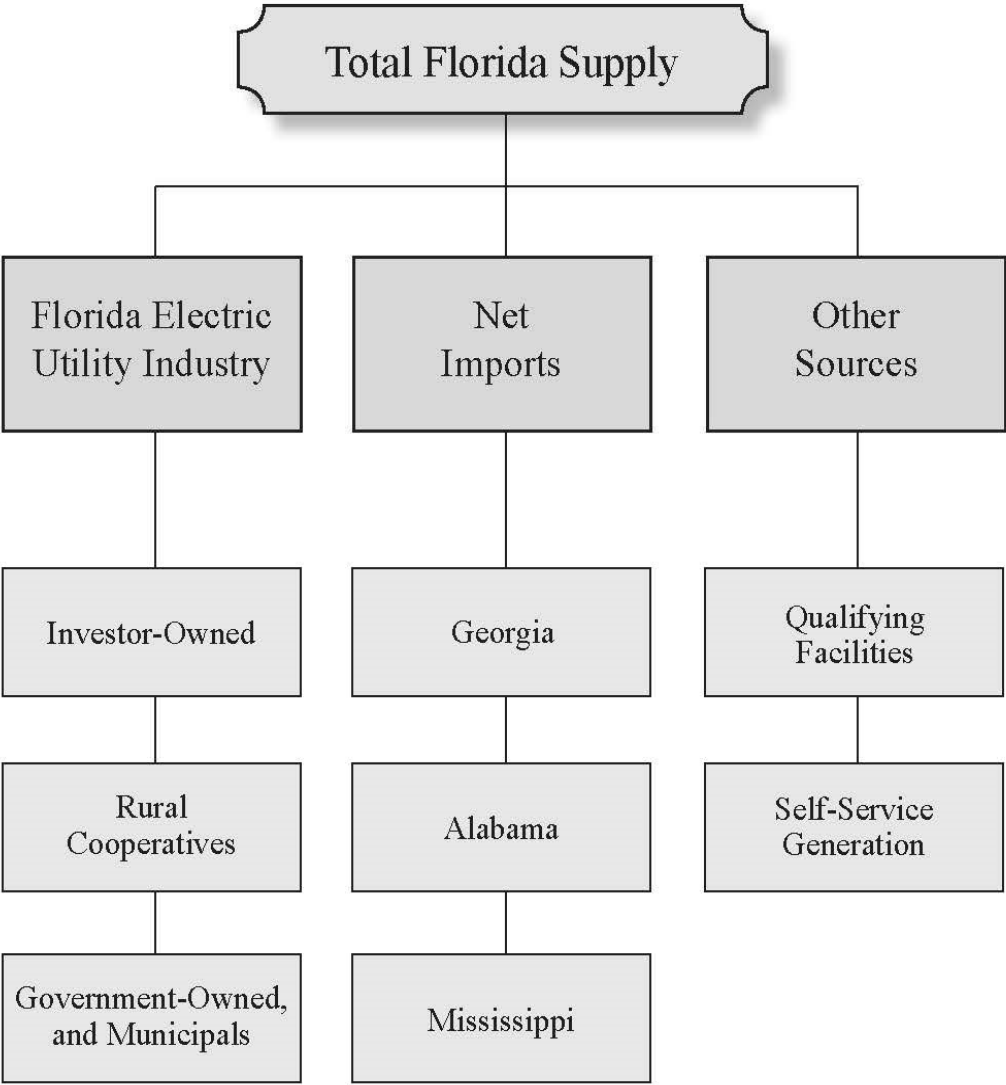 Total Florida Supply
Florida Electric
Utility Industry
Net
Imports
Other
Sources
Investor-Owned
Georgia
Qualifying
Facilities
Rural
Cooperatives
Alabama
Self-Service
Generation
Government-Owned,
and Municipals
Mississippi